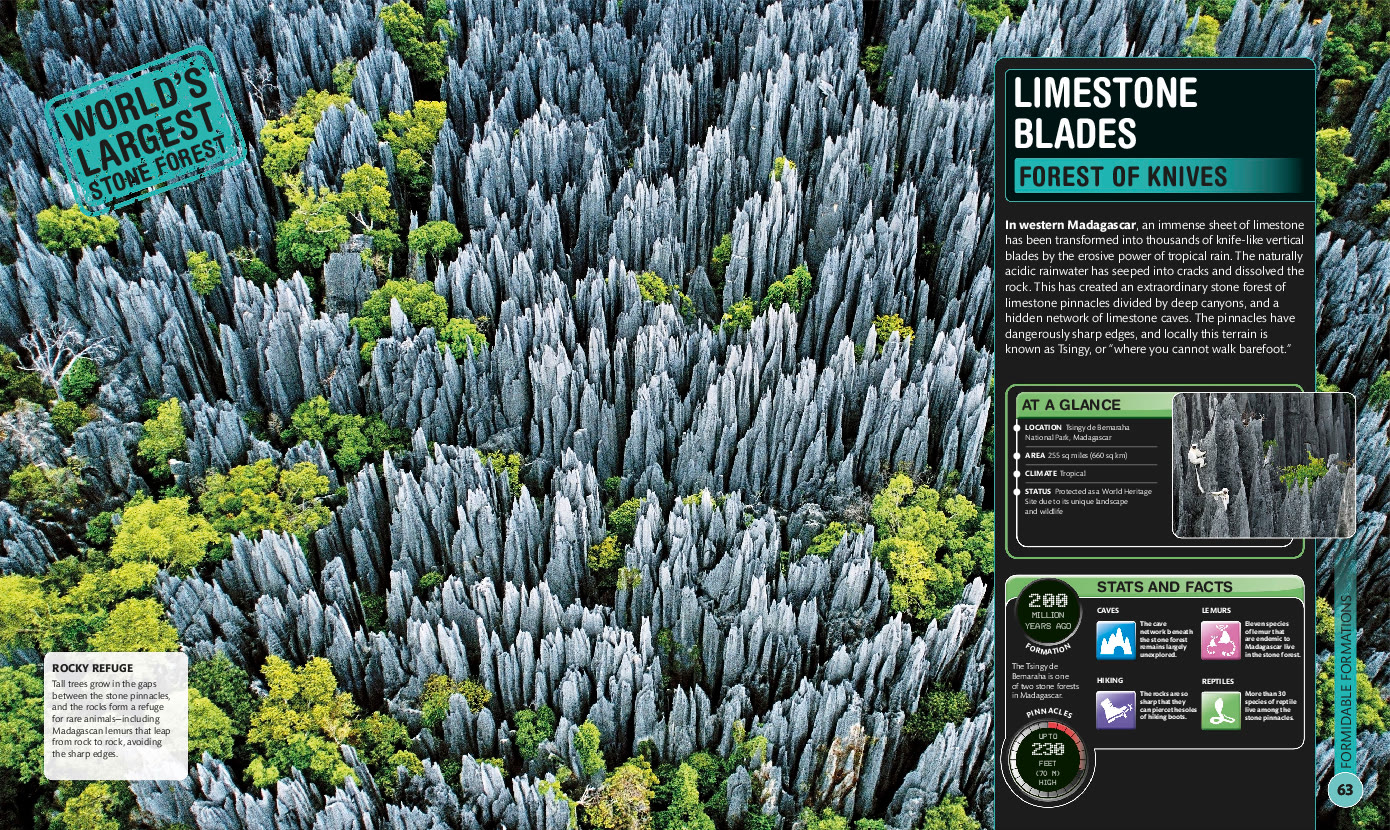 WORLD'S
LARGEST
STONE FOREST
LIMESTONE
BLADES
FOREST OF KNIVES
In western Madagascar, an immense sheet of limestone
has been transformed into thousands of knife-like vertical
blades by the erosive power of tropical rain. The naturally
acidic rainwater has seeped into cracks and dissolved the
rock. This has created an extraordinary stone forest of
limestone pinnacles divided by deep canyons, and a
hidden network of limestone caves. The pinnacles have
dangerously sharp edges, and locally this terrain is
known as Tsingy, or “where you cannot walk barefoot.”
AT A GLANCE
LOCATION Tsingy de Bemaraha
National Park, Madagascar
AREA 255 sq miles (660 sq km)
CLIMATE Tropical
STATUS Protected as a World Heritage
Site due to its unique landscape
and wildlife
STATS AND FACTS
200
MILLION
YEARS AGO
FORMATION
The Tsingy de
Bemaraha is one
of two stone forests
in Madagascar.
PINNACLES
UP TO
230
FEET
(70 M)
HIGH
CAVES
The cave
network beneath
the stone forest
remains largely
unexplored.
LEMURS
Eleven species
of lemur that
are endemic to
Madagascar live
in the stone forest.
HIKING
The rocks are so
sharp that they
can pierce the soles
of hiking boots.
REPTILES
More than 30
species of reptile
live among the
stone pinnacles.
ROCKY REFUGE
Tall trees grow in the gaps
between the stone pinnacles,
and the rocks form a refuge
for rare animals—including
Madagascan lemurs that leap
from rock to rock, avoiding
the sharp edges.
FORMIDABLE FORMATIONS
63